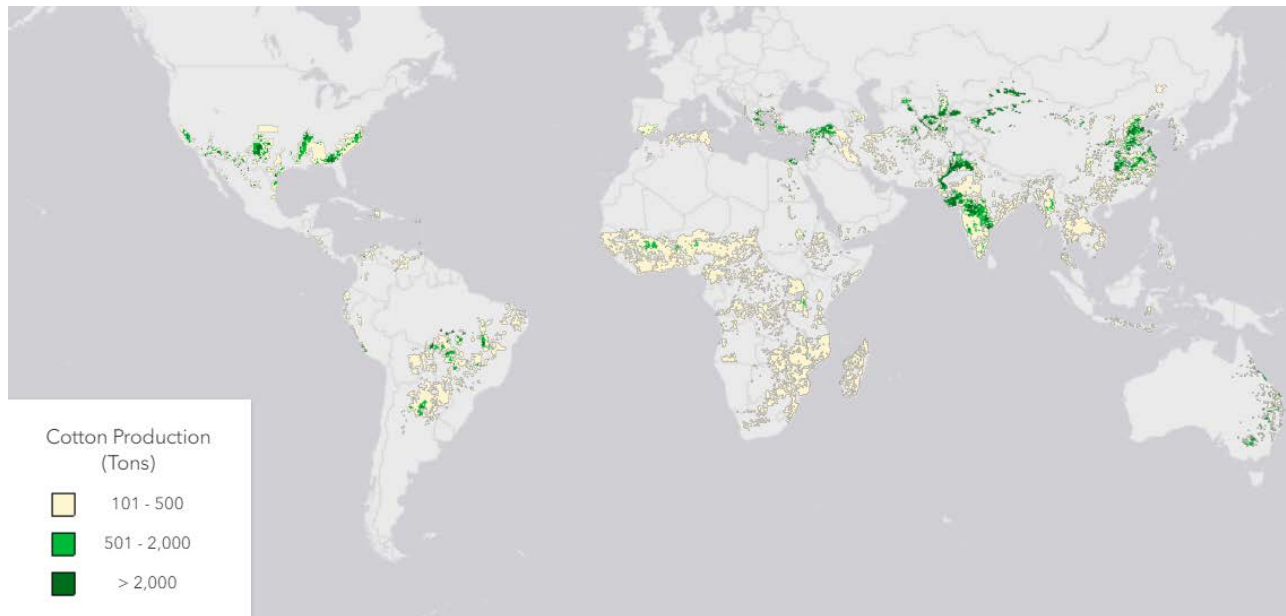 Cotton Production
(Tons)
101 - 500
501 - 2,000
> 2,000